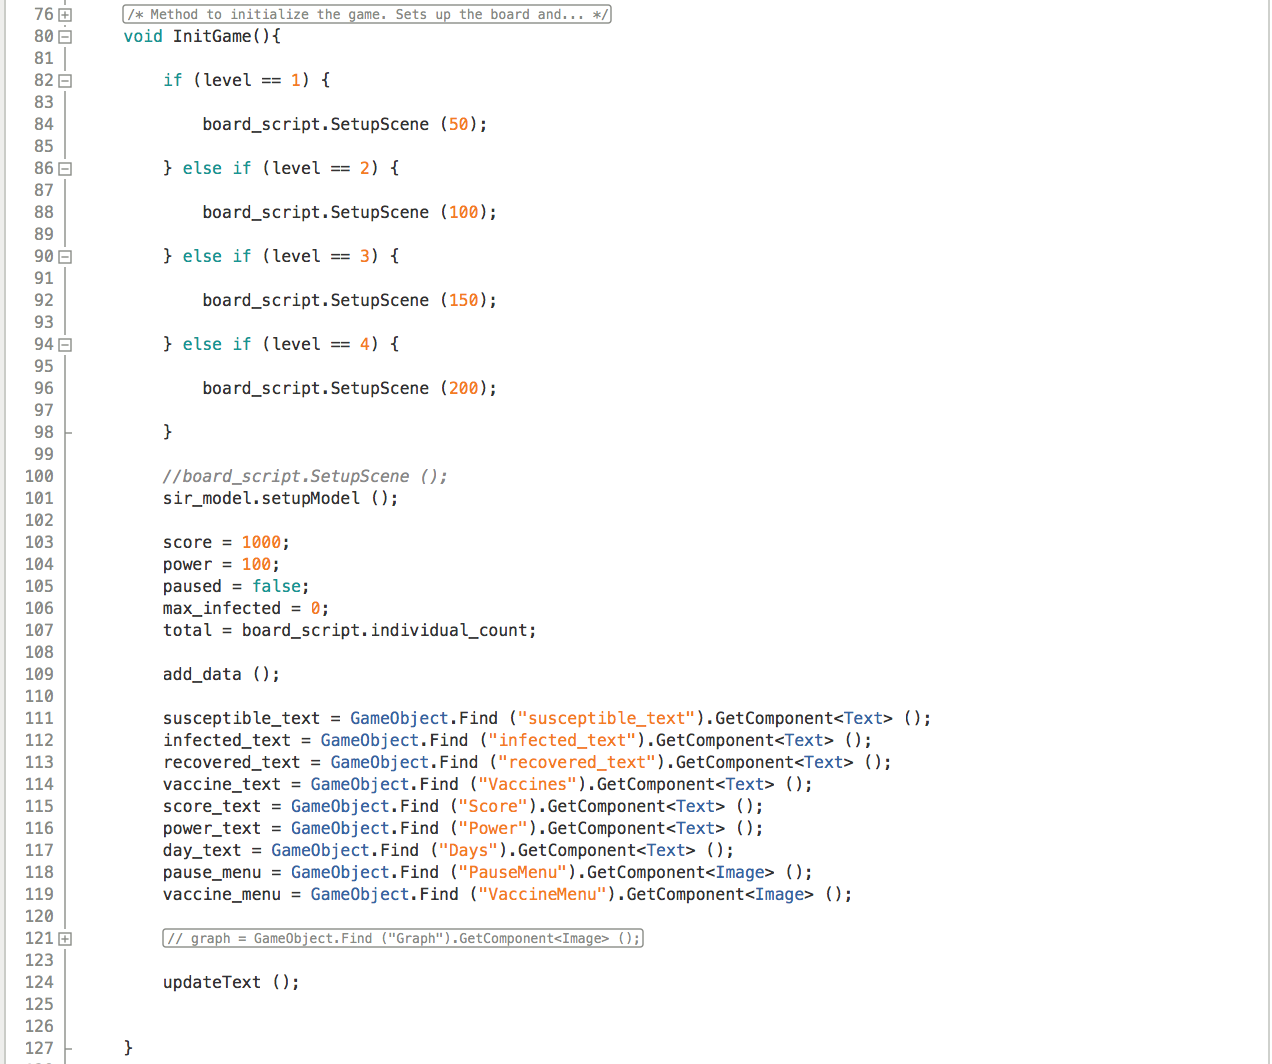 76 /* Method to initialize the game. Sets up the board and... */
80 void InitGame(){
81
82 if (level == 1) {
83
84 board_script.SetupScene (50);
85
86 } else if (level == 2) {
87
88 board_script.SetupScene (100);
89
90 } else if (level == 3) {
91
92 board_script.SetupScene (150);
93
94 } else if (level == 4) {
95
96 board_script.SetupScene (200);
97
98 }
99
100 //board_script.SetupScene ();
101 sir_model.setupModel ();
102
103 score = 1000;
104 power = 100;
105 paused = false;
106 max_infected = 0;
107 total = board_script.individual_count;
108
109 add_data ();
110
111 susceptible_text = GameObject.Find ("susceptible_text").GetComponent<Text> ();
112 infected_text = GameObject.Find ("infected_text").GetComponent<Text> ();
113 recovered_text = GameObject.Find ("recovered_text").GetComponent<Text> ();
114 vaccine_text = GameObject.Find ("Vaccines").GetComponent<Text> ();
115 score_text = GameObject.Find ("Score").GetComponent<Text> ();
116 power_text = GameObject.Find ("Power").GetComponent<Text> ();
117 day_text = GameObject.Find ("Days").GetComponent<Text> ();
118 pause_menu = GameObject.Find ("PauseMenu").GetComponent<Image> ();
119 vaccine_menu = GameObject.Find ("VaccineMenu").GetComponent<Image> ();
120
121 // graph = GameObject.Find ("Graph").GetComponent<Image> ();
123
124 updateText ();
125
126
127 }